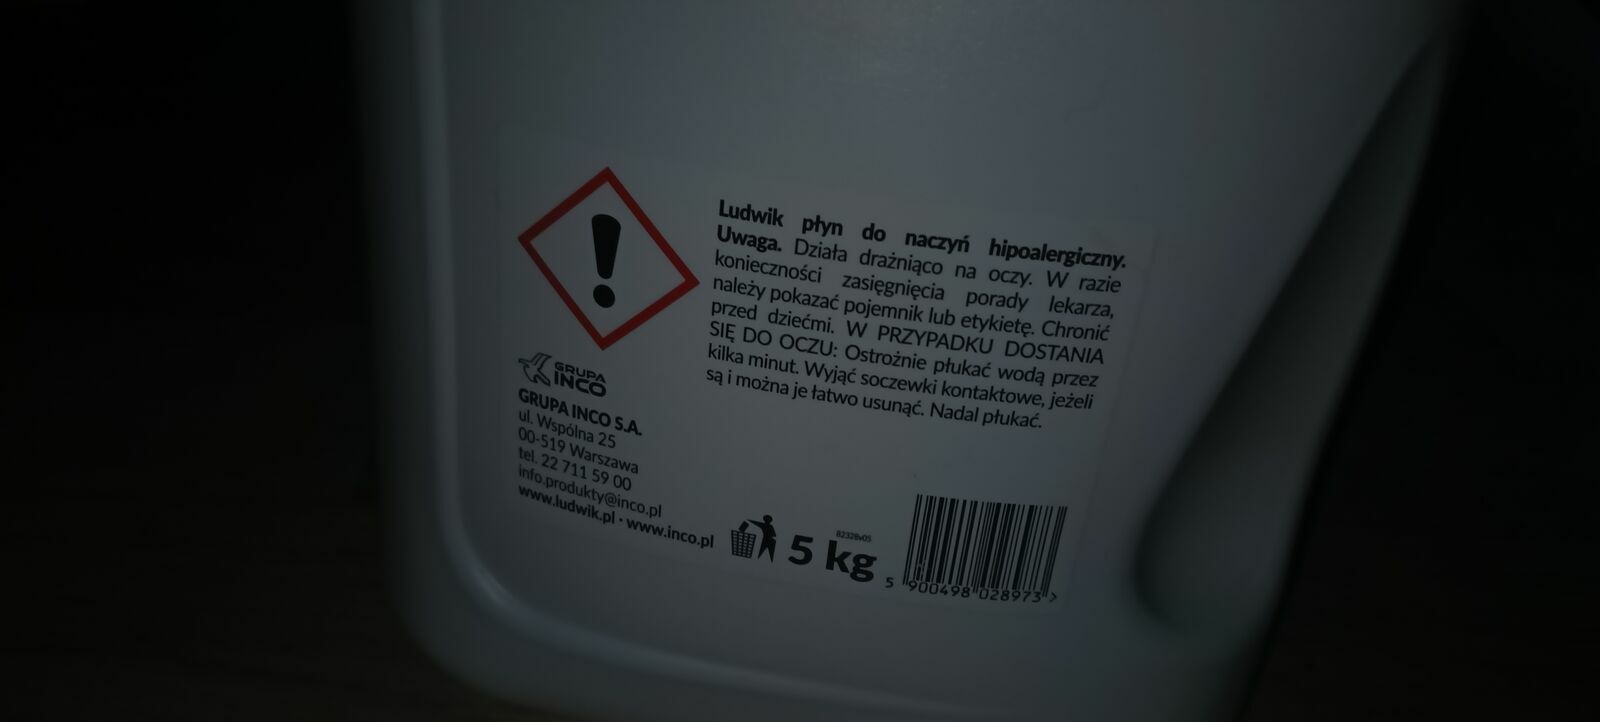 Ludwik płyn do naczyń hipoalergiczny.
Uwaga. Działa drażniąco na oczy. W razie
konieczności zasięgnięcia porady lekarza,
należy pokazać pojemnik lub etykietę. Chronić
przed dziećmi. W PRZYPADKU DOSTANIA
SIĘ DO OCZU: Ostrożnie płukać wodą przez
kilka minut. Wyjąć soczewki kontaktowe, jeżeli
są i można je łatwo usunąć. Nadal płukać.
GRUPA
INCO
GRUPA INCO S.A.
ul. Wspólna 25
00-519 Warszawa
tel. 22 711 59 00
info.produkty@inco.pl
www.ludwik.pl · www.inco.pl
82328v05
5 kg
5 900498 028973 >